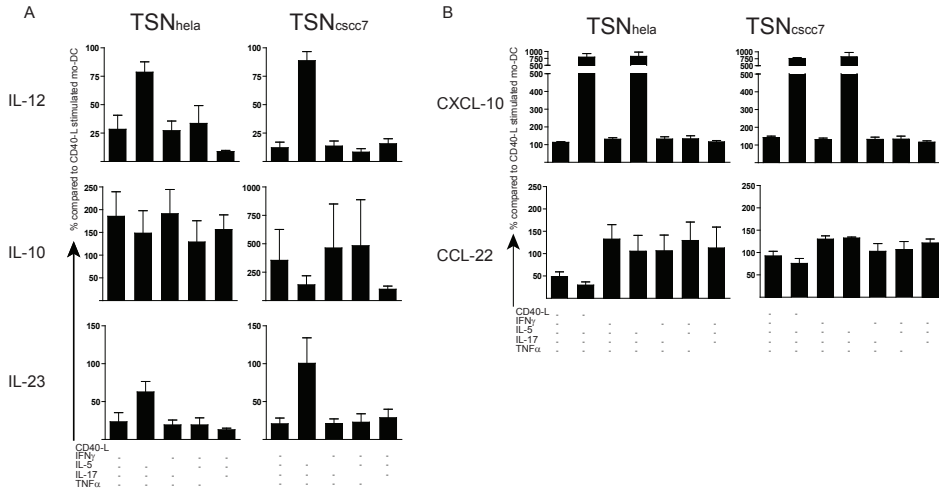 A
TSNhela TSNcscc7
% compared to CD40-L stimulated mo-DC
IL-12
100
75
50
25
100
75
50
25
IL-10
250
200
150
100
50
1000
750
500
250
IL-23
150
100
50
150
100
50
CD40-L
IFNγ - - - - - - - -
IL-5 - - - - - - - -
IL-17 - - - - - - - -
TNFα - - - - - - - -
B
TSNhela TSNcscc7
% compared to CD40-L stimulated mo-DC
CXCL-10
1000
750
500
500
400
300
200
100
1000
750
500
500
400
300
200
100
CCL-22
250
200
150
100
50
250
200
150
100
50
CD40-L
IFNγ
IL-5
IL-17
TNFα